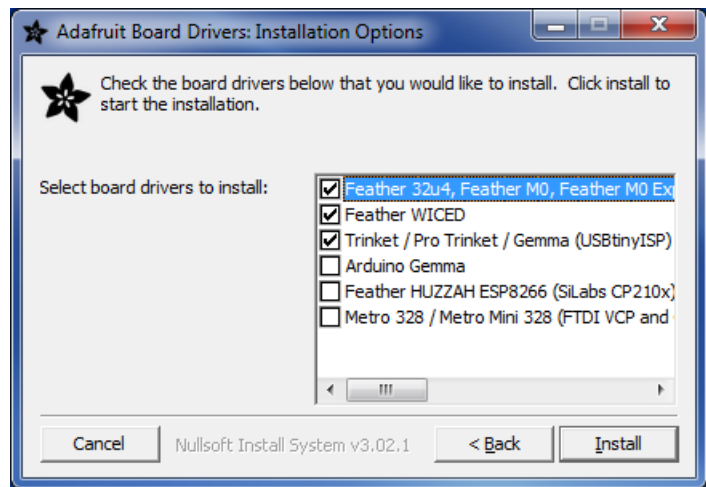 Adafruit Board Drivers: Installation Options
Check the board drivers below that you would like to install. Click install to
start the installation.
Select board drivers to install:
Feather 32u4, Feather M0, Feather M0
Feather WICED
Trinket / Pro Trinket / Gemma (USBtinyISP)
Arduino Gemma
Feather HUZZAH ESP8266 (SiLabs CP210x)
Metro 328 / Metro Mini 328 (FTDI VCP and
Cancel
Nullsoft Install System v3.02.1
< Back
Install